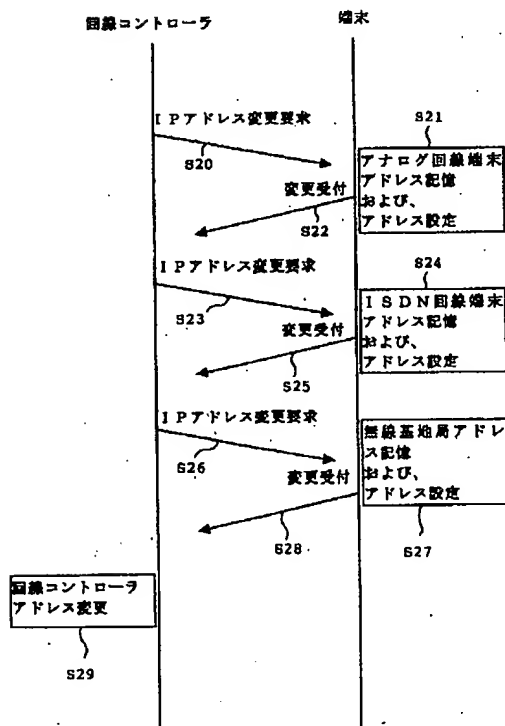 回線コントローラ
端末
IPアドレス変更要求
S20
S21
アナログ回線端末
アドレス記憶
および、
アドレス設定
変更受付
S22
IPアドレス変更要求
S23
S24
ISDN回線端末
アドレス記憶
および、
アドレス設定
変更受付
S25
IPアドレス変更要求
S26
無線基地局アドレ
ス記憶
および、
アドレス設定
変更受付
S28
S27
回線コントローラ
アドレス変更
S29